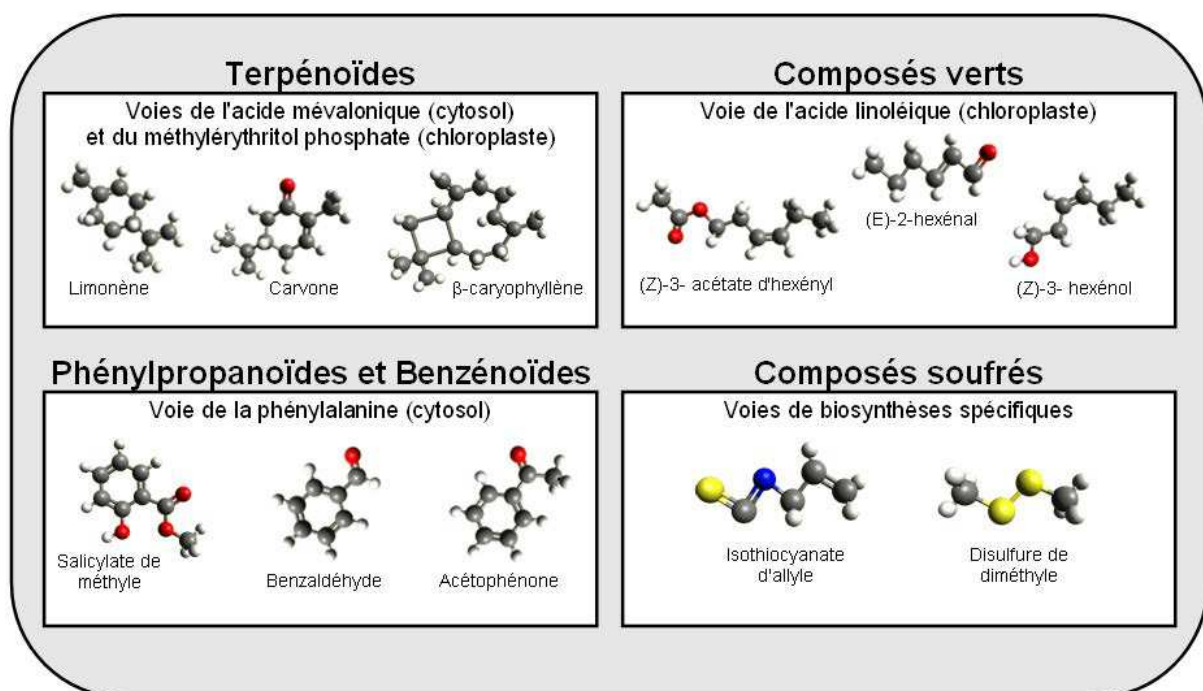 Terpénoïdes
Voies de l'acide mévalonique (cytosol)
et du méthylérythritol phosphate (chloroplaste)
Limonène
Carvone
β-caryophyllène
Composés verts
Voie de l'acide linoléique (chloroplaste)
(E)-2-hexénal
(Z)-3- acétate d'hexényl
(Z)-3- hexénol
Phénylpropanoïdes et Benzénoïdes
Voie de la phénylalanine (cytosol)
Salicylate de
méthyle
Benzaldéhyde
Acétophénone
Composés soufrés
Voies de biosynthèses spécifiques
Isothiocyanate
d'allyle
Disulfure de
diméthyle